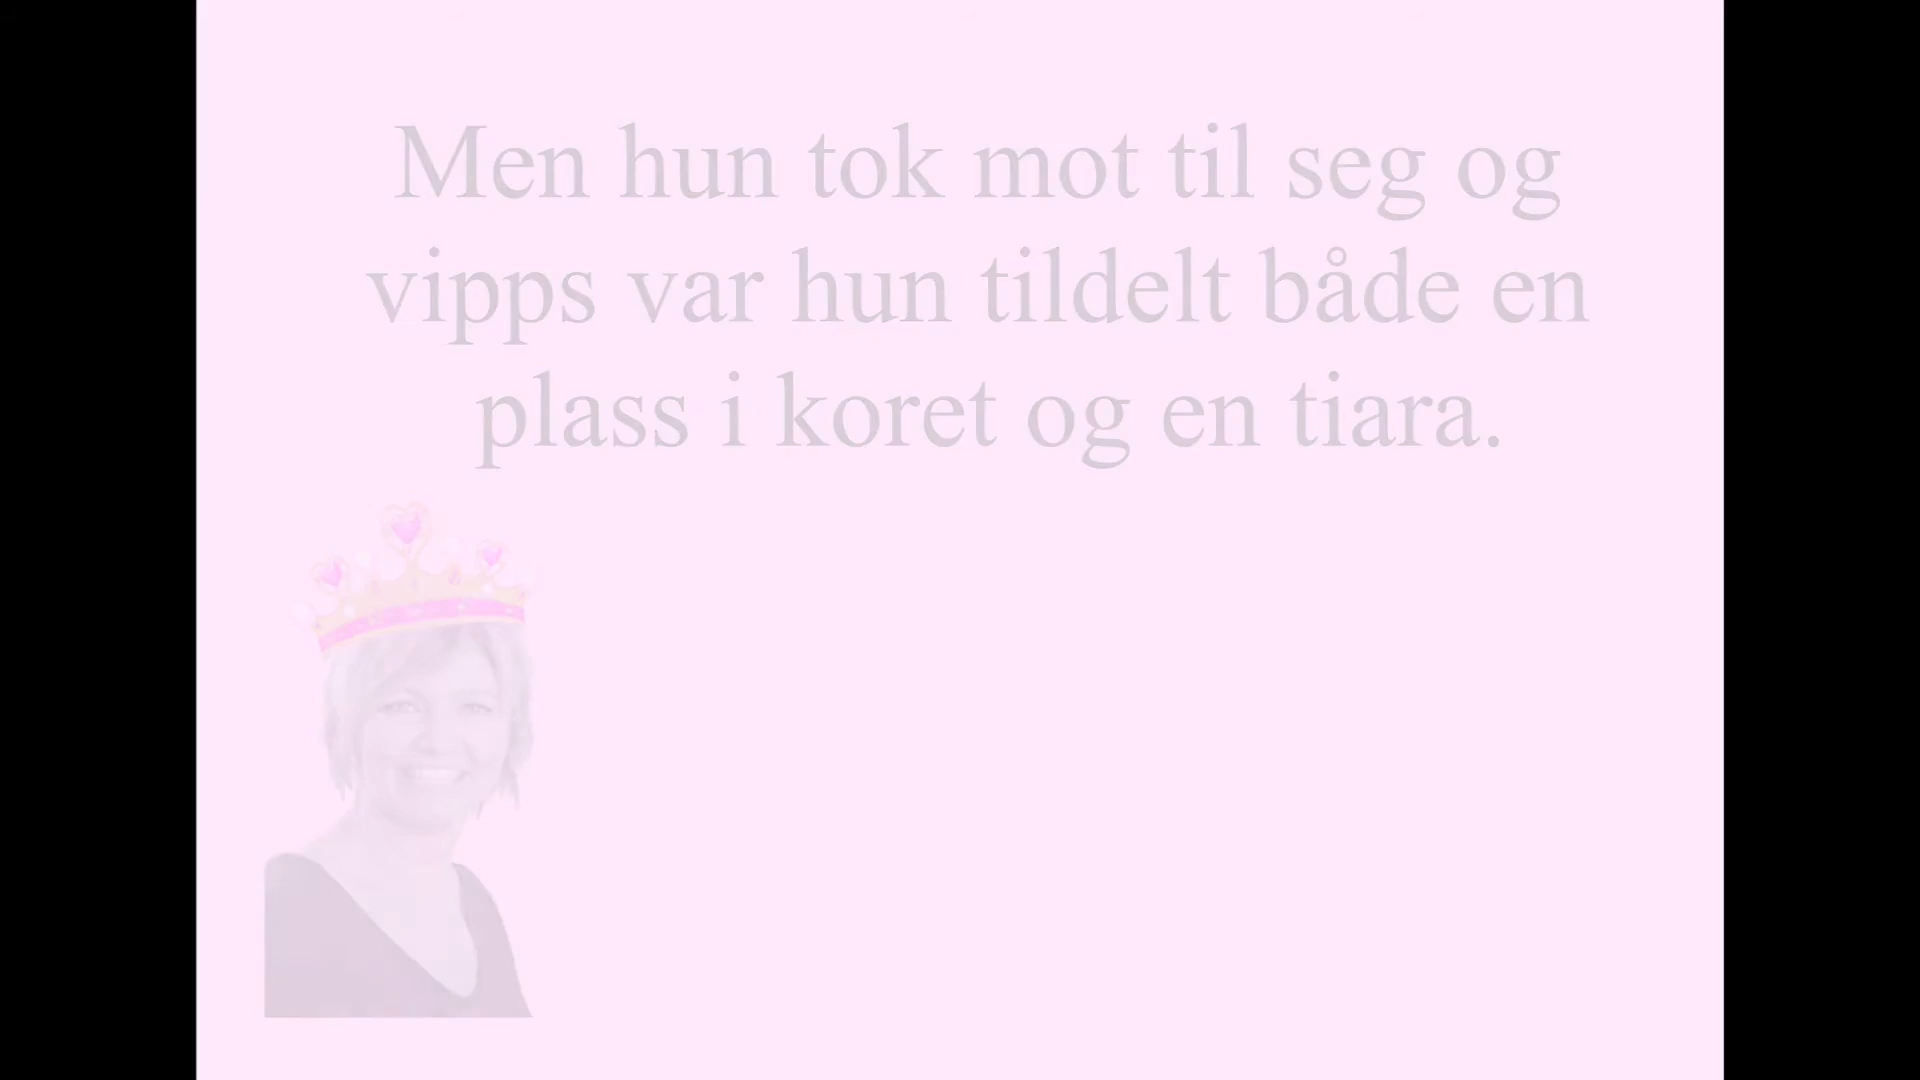 Men hun tok mot til seg og
vipps var hun tildelt både en
plass i koret og en tiara.